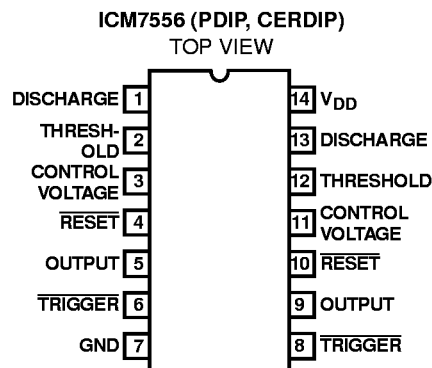 ICM7556 (PDIP, CERDIP)
TOP VIEW
DISCHARGE 1
THRESH-
OLD 2
CONTROL
VOLTAGE 3
RESET 4
OUTPUT 5
TRIGGER 6
GND 7
14 VDD
13 DISCHARGE
12 THRESHOLD
11 CONTROL
VOLTAGE
10 RESET
9 OUTPUT
8 TRIGGER